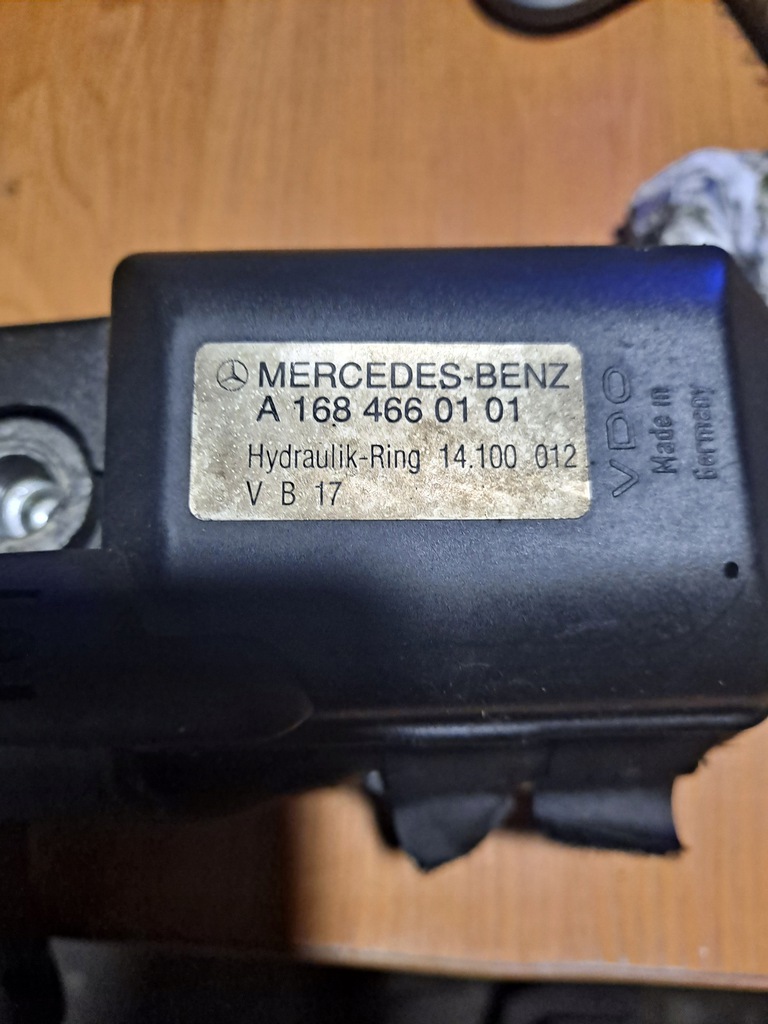 MERCEDES-BENZ
A 168 466 01 01
Hydraulik-Ring 14.100 012
V B 17
VDO
Made in
Germany